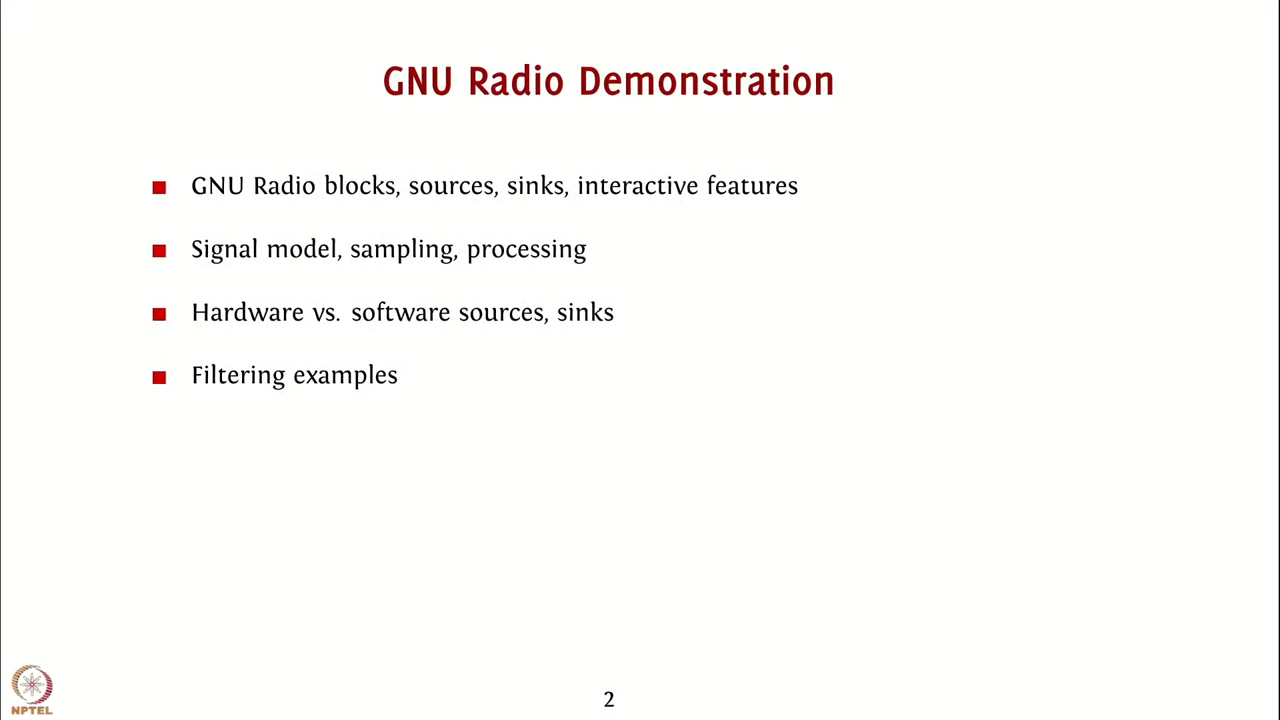 GNU Radio Demonstration
GNU Radio blocks, sources, sinks, interactive features
Signal model, sampling, processing
Hardware vs. software sources, sinks
Filtering examples
NPTEL
2